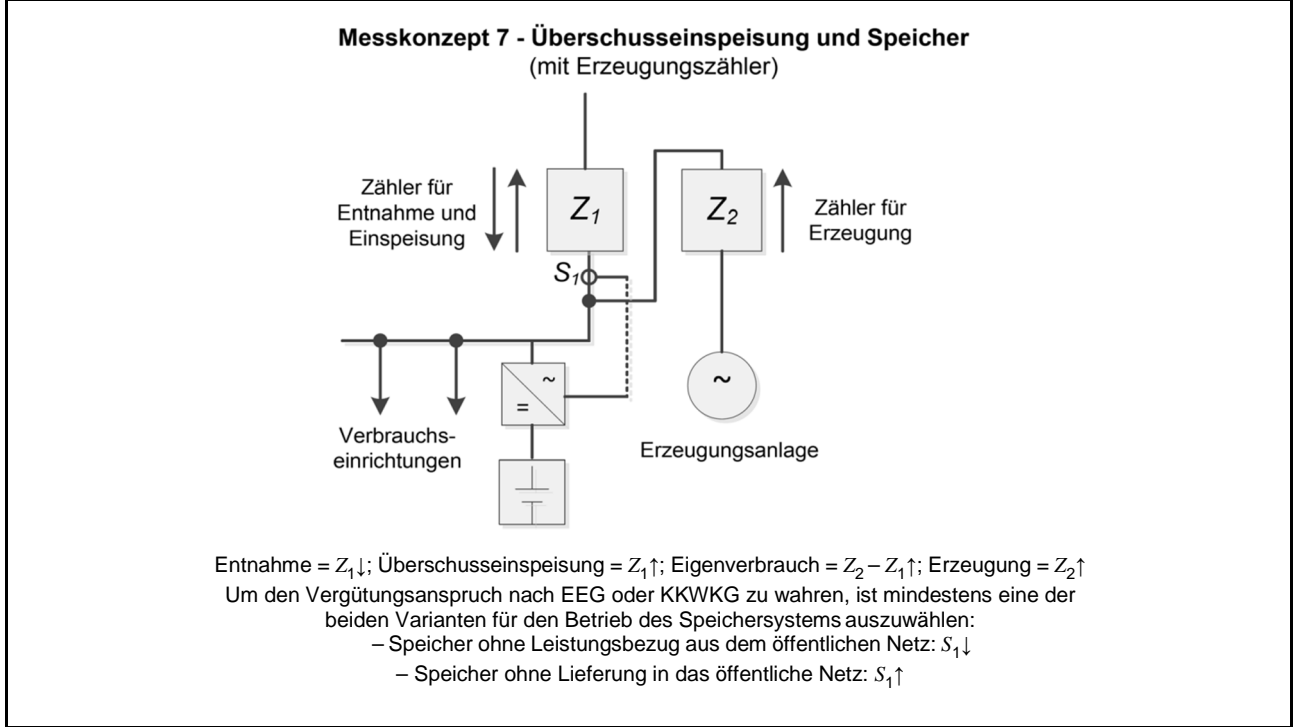 Messkonzept 7 - Überschusseinspeisung und Speicher
(mit Erzeugungszähler)
Zähler für
Entnahme und
Einspeisung
Z1
Z2
Zähler für
Erzeugung
S1
~
=
~
Verbrauchs-
einrichtungen
Erzeugungsanlage
Entnahme = Z1↓; Überschusseinspeisung = Z1↑; Eigenverbrauch = Z2 – Z1↑; Erzeugung = Z2↑
Um den Vergütungsanspruch nach EEG oder KKWKG zu wahren, ist mindestens eine der
beiden Varianten für den Betrieb des Speichersystems auszuwählen:
– Speicher ohne Leistungsbezug aus dem öffentlichen Netz: S1↓
– Speicher ohne Lieferung in das öffentliche Netz: S1↑